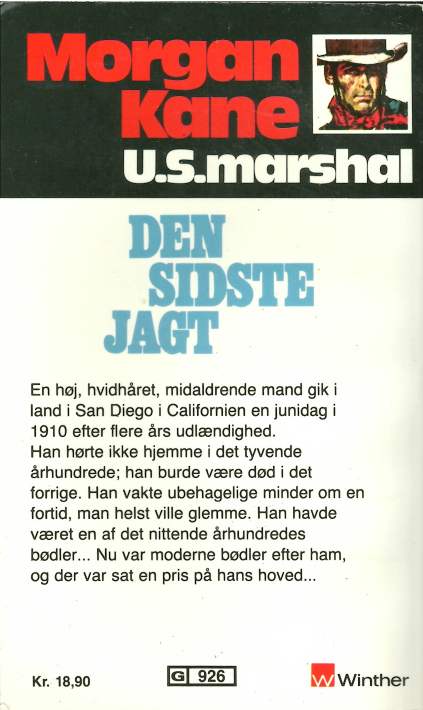 Morgan
Kane
U.S.marshal
DEN
SIDSTE
JAGT
En høj, hvidhåret, midaldrende mand gik i
land i San Diego i Californien en junidag i
1910 efter flere års udlændighed.
Han hørte ikke hjemme i det tyvende
århundrede; han burde være død i det
forrige. Han vakte ubehagelige minder om en
fortid, man helst ville glemme. Han havde
været en af det nittende århundredes
bødler... Nu var moderne bødler efter ham,
og der var sat en pris på hans hoved...
Kr. 18,90
G 926
W Winther